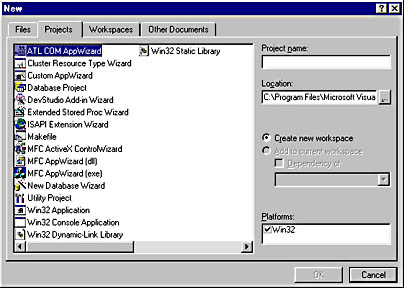 New
Files
Projects
Workspaces
Other Documents
ATL COM AppWizard
Cluster Resource Type Wizard
Custom AppWizard
Database Project
DevStudio Add-in Wizard
Extended Stored Proc Wizard
ISAPI Extension Wizard
Makefile
MFC ActiveX ControlWizard
MFC AppWizard (dll)
MFC AppWizard (exe)
New Database Wizard
Utility Project
Win32 Application
Win32 Console Application
Win32 Dynamic-Link Library
Win32 Static Library
Project name:
Location:
C:\Program Files\Microsoft Visua
...
Create new workspace
Add to current workspace
Dependency of:
Platforms:
Win32
OK
Cancel